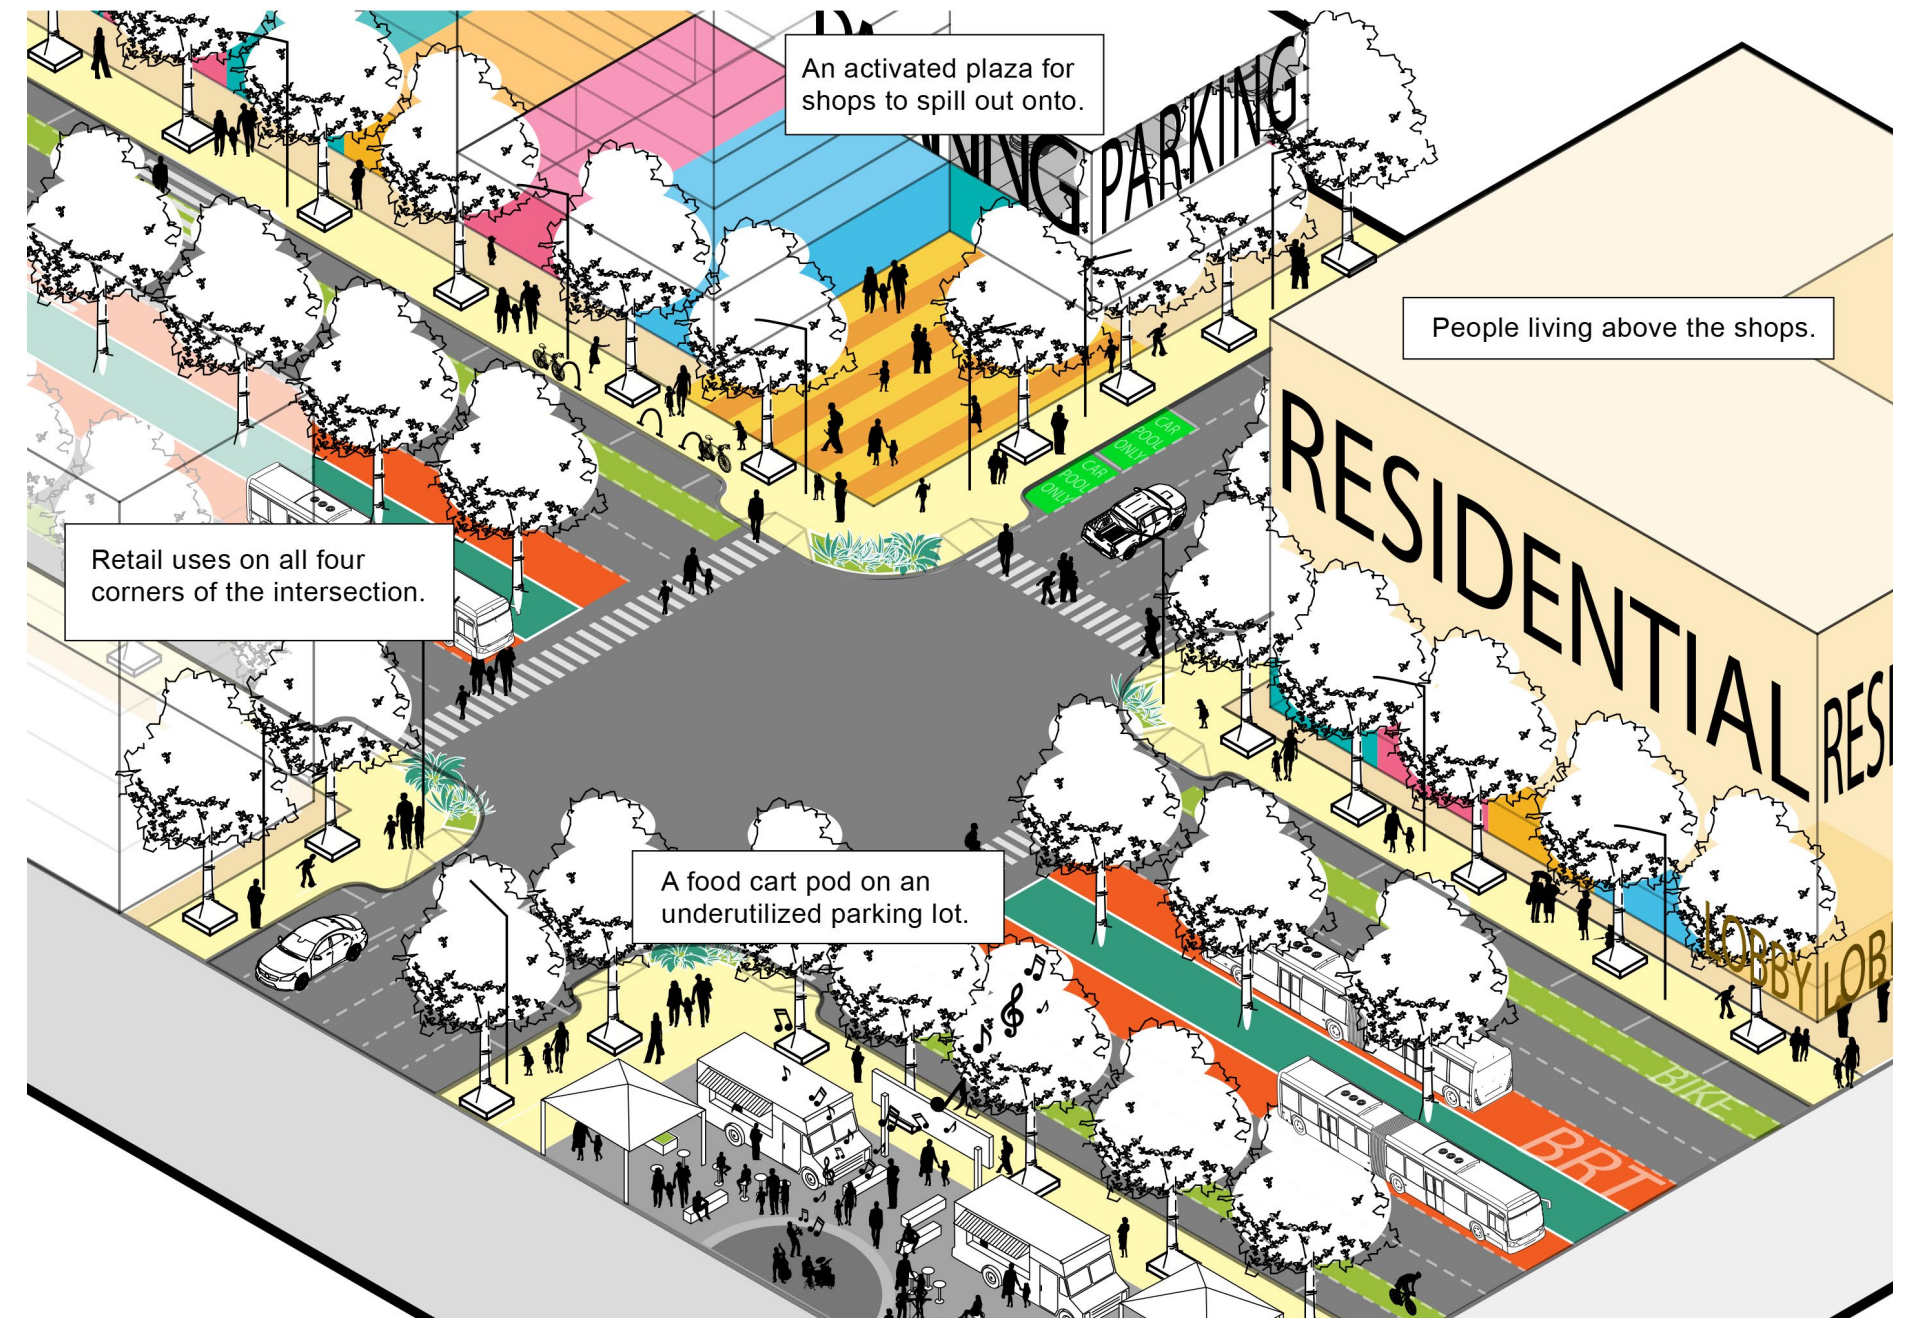 An activated plaza for
shops to spill out onto.
PARKING
People living above the shops.
RESIDENTIAL
CAR
POOL
ONLY
CAR
POOL
ONLY
Retail uses on all four
corners of the intersection.
A food cart pod on an
underutilized parking lot.
LOBBY
BIKE
BRT